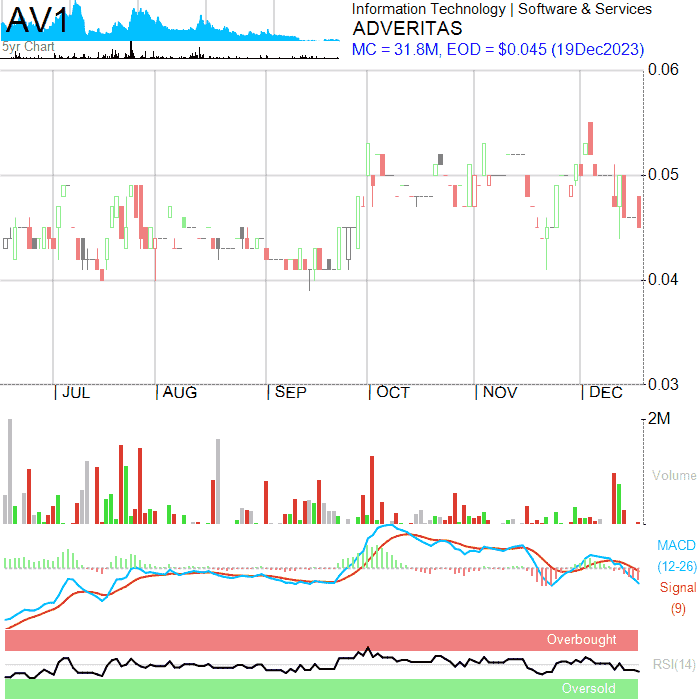 AV1
5yr Chart
Information Technology | Software & Services
ADVERITAS
MC = 31.8M, EOD = $0.045 (19Dec2023)
0.06
0.05
0.04
0.03
| JUL | AUG | SEP | OCT | NOV | DEC
2M
Volume
MACD
(12-26)
Signal
(9)
Overbought
RSI(14)
Oversold